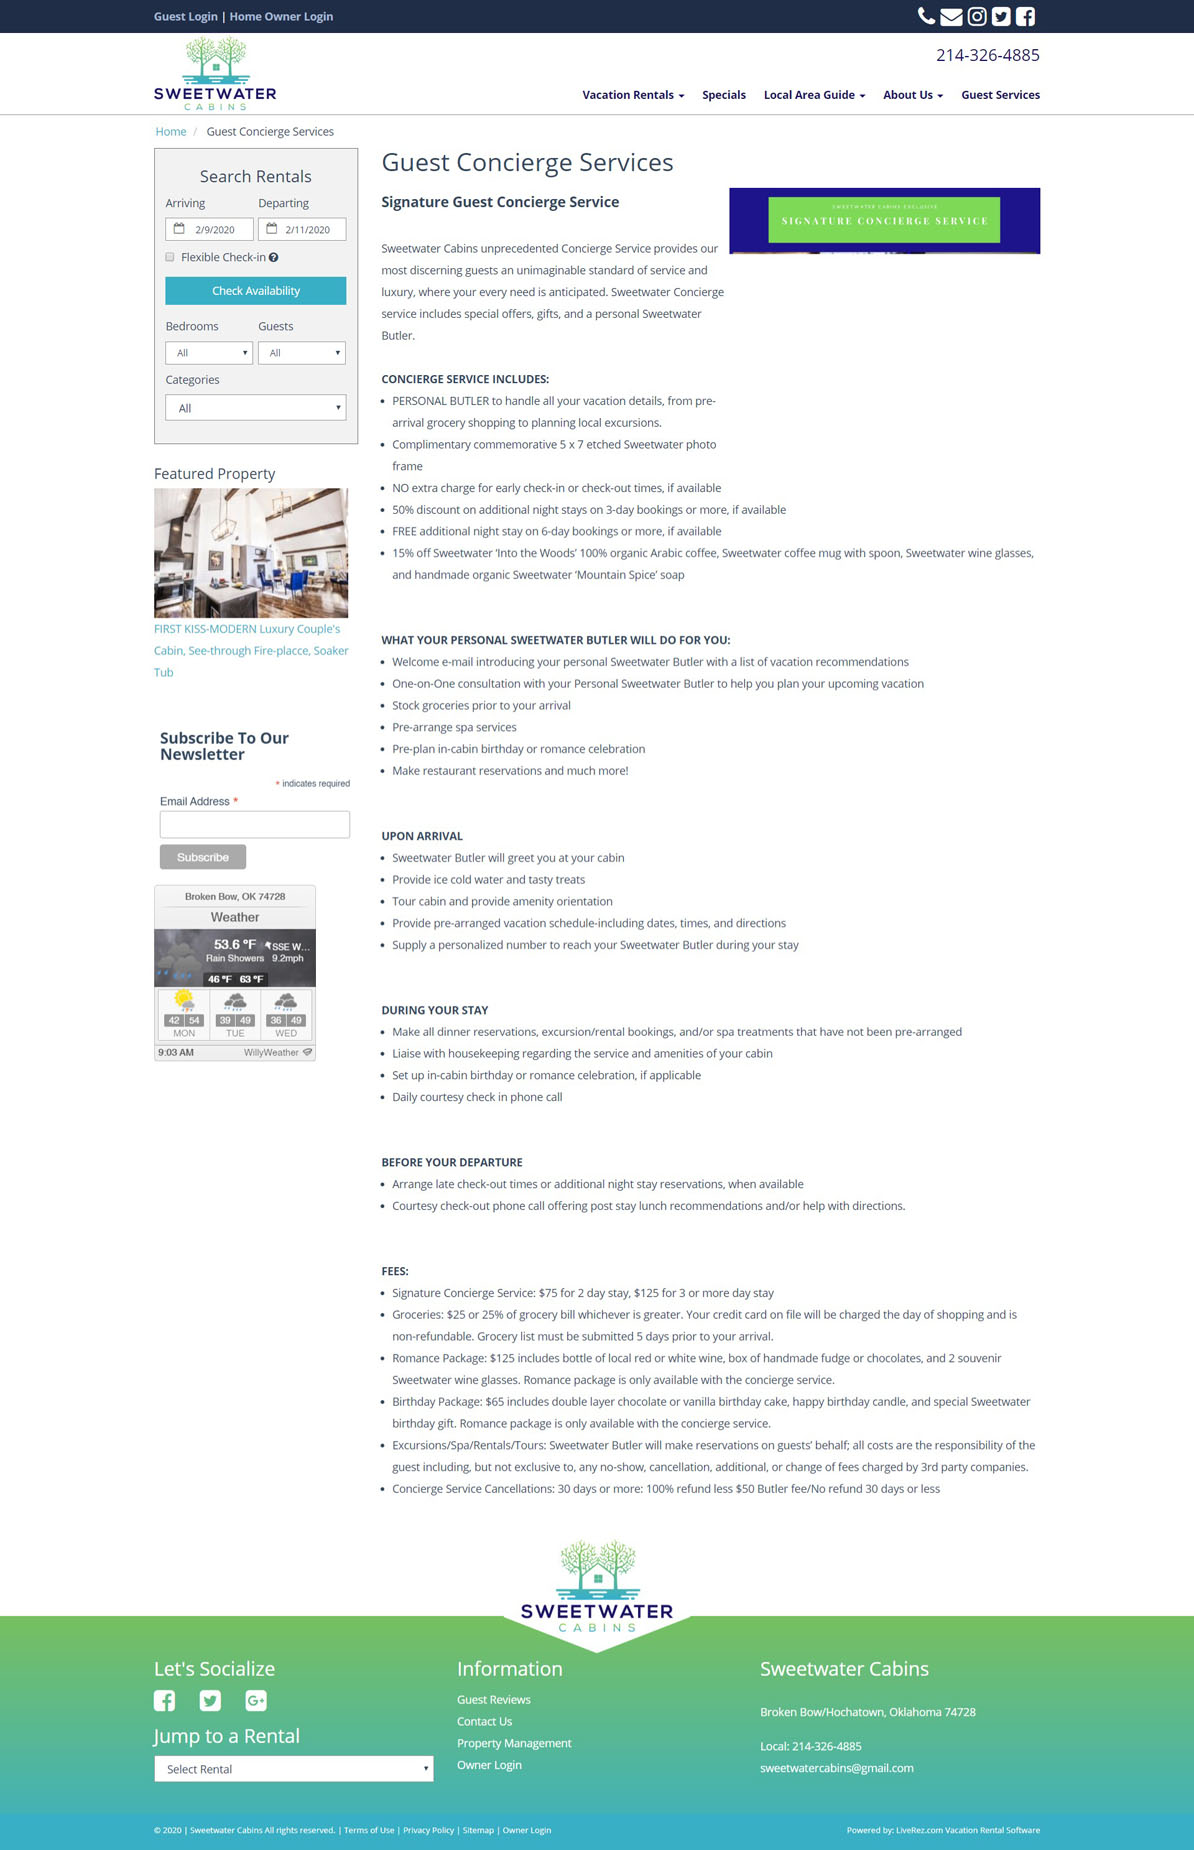 Guest Login | Home Owner Login
SWEETWATER
CABINS
214-326-4885
Vacation Rentals
Specials
Local Area Guide
About Us
Guest Services
Home / Guest Concierge Services
Search Rentals
Arriving
Departing
2/9/2020
2/11/2020
Flexible Check-in
Check Availability
Bedrooms
Guests
All
All
Categories
All
Featured Property
FIRST KISS-MODERN Luxury Couple's
Cabin, See-through Fire-placce, Soaker
Tub
Subscribe To Our
Newsletter
* indicates required
Email Address *
Subscribe
Broken Bow, OK 74728
Weather
53.6 °F SSE W...
Rain Showers 9.2mph
46 °F 63 °F
42 54 39 49 36 49
MON TUE WED
9:03 AM WillyWeather
Guest Concierge Services
Signature Guest Concierge Service
SWEETWATER CABINS EXCLUSIVE
SIGNATURE CONCIERGE SERVICE
Sweetwater Cabins unprecedented Concierge Service provides our
most discerning guests an unimaginable standard of service and
luxury, where your every need is anticipated. Sweetwater Concierge
service includes special offers, gifts, and a personal Sweetwater
Butler.
CONCIERGE SERVICE INCLUDES:
• PERSONAL BUTLER to handle all your vacation details, from pre-
arrival grocery shopping to planning local excursions.
• Complimentary commemorative 5 x 7 etched Sweetwater photo
frame
• NO extra charge for early check-in or check-out times, if available
• 50% discount on additional night stays on 3-day bookings or more, if available
• FREE additional night stay on 6-day bookings or more, if available
• 15% off Sweetwater ‘Into the Woods’ 100% organic Arabic coffee, Sweetwater coffee mug with spoon, Sweetwater wine glasses,
and handmade organic Sweetwater ‘Mountain Spice’ soap
WHAT YOUR PERSONAL SWEETWATER BUTLER WILL DO FOR YOU:
• Welcome e-mail introducing your personal Sweetwater Butler with a list of vacation recommendations
• One-on-One consultation with your Personal Sweetwater Butler to help you plan your upcoming vacation
• Stock groceries prior to your arrival
• Pre-arrange spa services
• Pre-plan in-cabin birthday or romance celebration
• Make restaurant reservations and much more!
UPON ARRIVAL
• Sweetwater Butler will greet you at your cabin
• Provide ice cold water and tasty treats
• Tour cabin and provide amenity orientation
• Provide pre-arranged vacation schedule-including dates, times, and directions
• Supply a personalized number to reach your Sweetwater Butler during your stay
DURING YOUR STAY
• Make all dinner reservations, excursion/rental bookings, and/or spa treatments that have not been pre-arranged
• Liaise with housekeeping regarding the service and amenities of your cabin
• Set up in-cabin birthday or romance celebration, if applicable
• Daily courtesy check in phone call
BEFORE YOUR DEPARTURE
• Arrange late check-out times or additional night stay reservations, when available
• Courtesy check-out phone call offering post stay lunch recommendations and/or help with directions.
FEES:
• Signature Concierge Service: $75 for 2 day stay, $125 for 3 or more day stay
• Groceries: $25 or 25% of grocery bill whichever is greater. Your credit card on file will be charged the day of shopping and is
non-refundable. Grocery list must be submitted 5 days prior to your arrival.
• Romance Package: $125 includes bottle of local red or white wine, box of handmade fudge or chocolates, and 2 souvenir
Sweetwater wine glasses. Romance package is only available with the concierge service.
• Birthday Package: $65 includes double layer chocolate or vanilla birthday cake, happy birthday candle, and special Sweetwater
birthday gift. Romance package is only available with the concierge service.
• Excursions/Spa/Rentals/Tours: Sweetwater Butler will make reservations on guests’ behalf; all costs are the responsibility of the
guest including, but not exclusive to, any no-show, cancellation, additional, or change of fees charged by 3rd party companies.
• Concierge Service Cancellations: 30 days or more: 100% refund less $50 Butler fee/No refund 30 days or less
SWEETWATER
CABINS
Let's Socialize
Jump to a Rental
Select Rental
Information
Guest Reviews
Contact Us
Property Management
Owner Login
Sweetwater Cabins
Broken Bow/Hochatown, Oklahoma 74728
Local: 214-326-4885
sweetwatercabins@gmail.com
© 2020 | Sweetwater Cabins All rights reserved. | Terms of Use | Privacy Policy | Sitemap | Owner Login
Powered by: LiveRez.com Vacation Rental Software